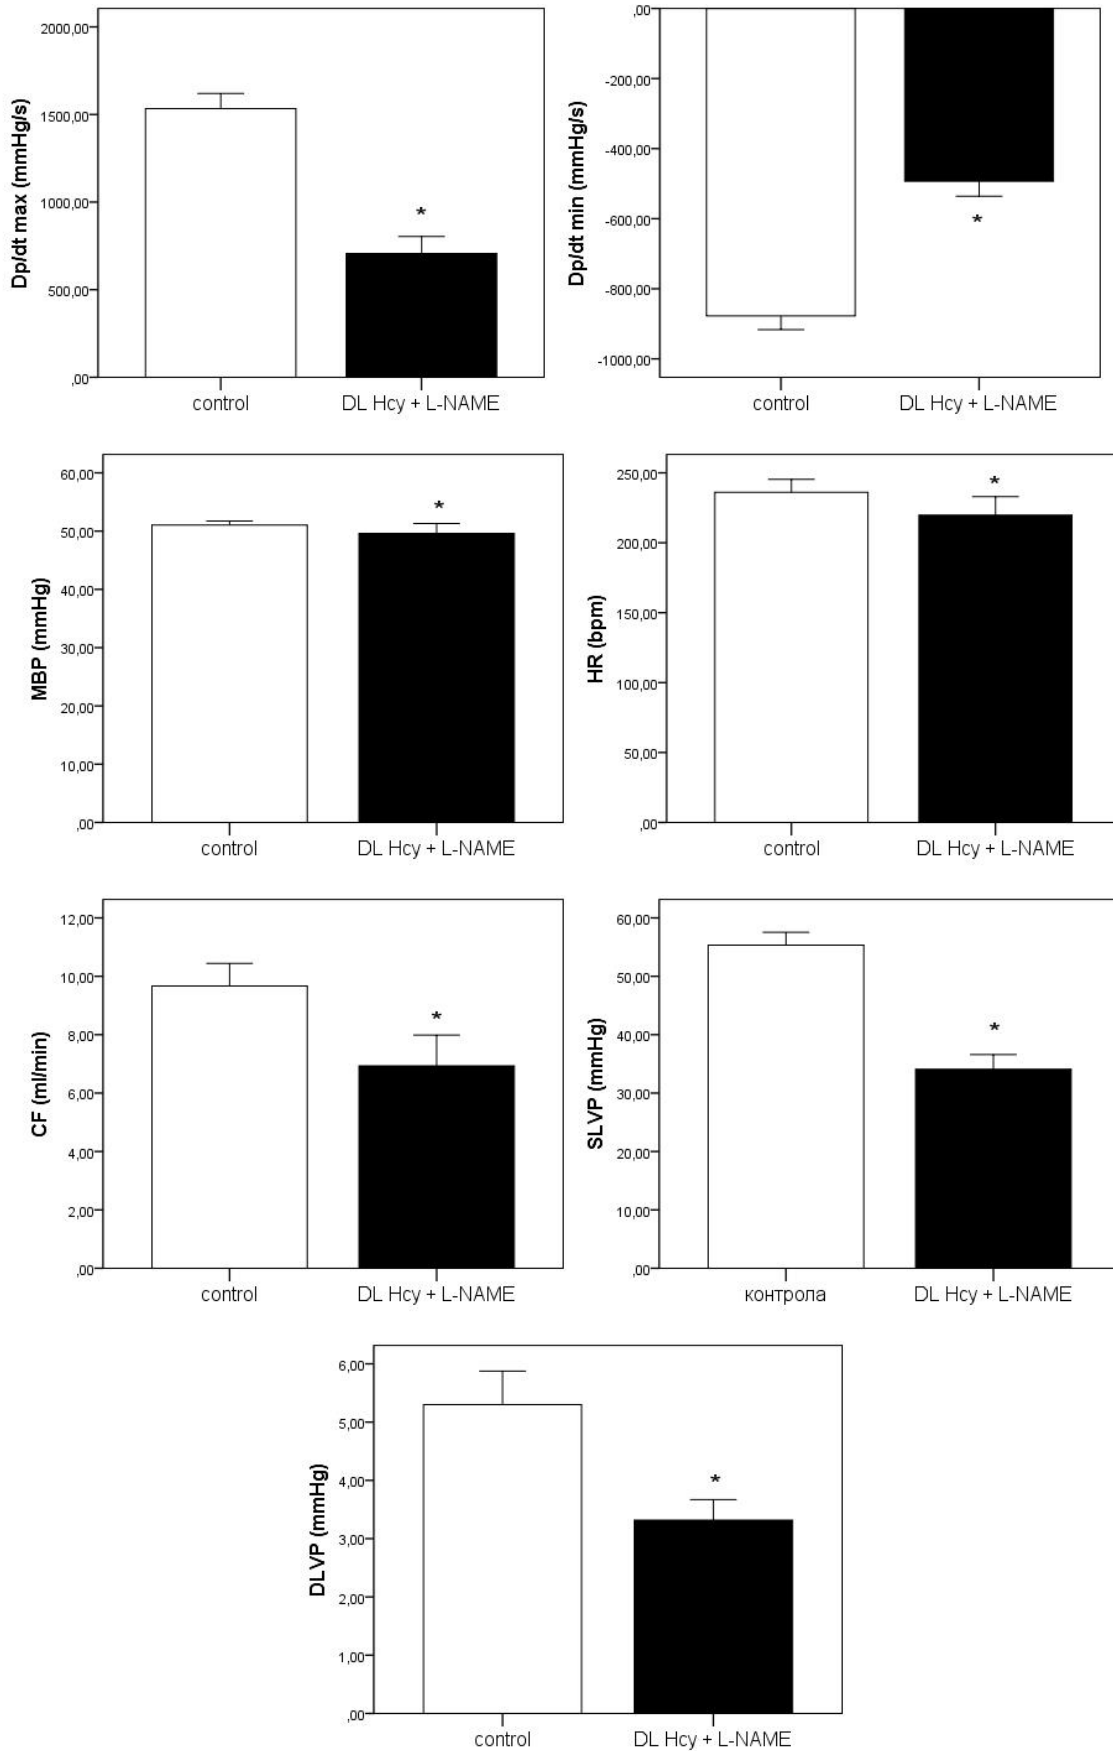 Dp/dt max (mmHg/s)
2000,00
1500,00
1000,00
500,00
,00
*
control
DL Hcy + L-NAME
Dp/dt min (mmHg/s)
,00
-200,00
-400,00
-600,00
-800,00
-1000,00
*
control
DL Hcy + L-NAME
MBP (mmHg)
60,00
50,00
40,00
30,00
20,00
10,00
,00
*
control
DL Hcy + L-NAME
HR (bpm)
250,00
200,00
150,00
100,00
50,00
,00
*
control
DL Hcy + L-NAME
CF (ml/min)
12,00
10,00
8,00
6,00
4,00
2,00
,00
*
control
DL Hcy + L-NAME
SLVP (mmHg)
60,00
50,00
40,00
30,00
20,00
10,00
,00
*
контрола
DL Hcy + L-NAME
DLVP (mmHg)
6,00
5,00
4,00
3,00
2,00
1,00
,00
*
control
DL Hcy + L-NAME